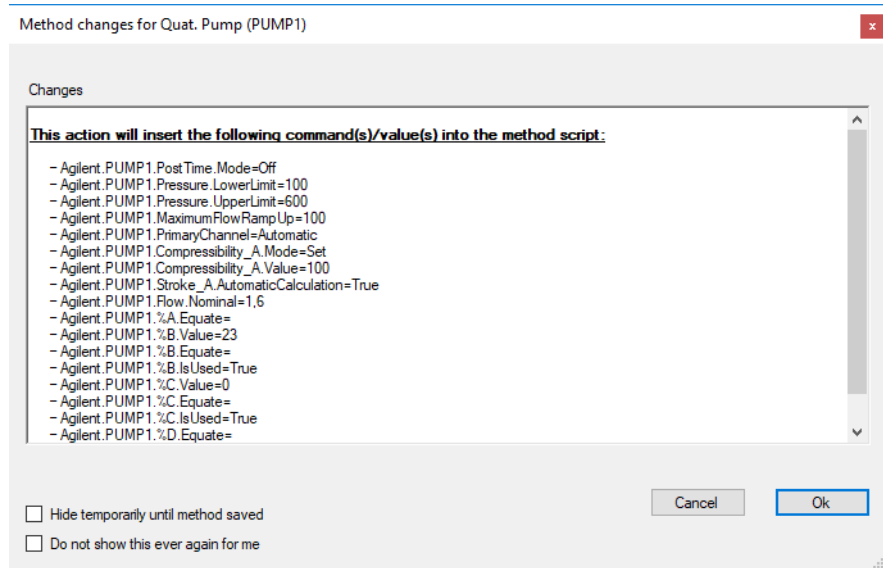 Method changes for Quat. Pump (PUMP1)
x
Changes
This action will insert the following command(s)/value(s) into the method script:
- Agilent.PUMP1.PostTime.Mode=Off
- Agilent.PUMP1.Pressure.LowerLimit=100
- Agilent.PUMP1.Pressure.UpperLimit=600
- Agilent.PUMP1.MaximumFlowRampUp=100
- Agilent.PUMP1.PrimaryChannel=Automatic
- Agilent.PUMP1.Compressibility_A.Mode=Set
- Agilent.PUMP1.Compressibility_A.Value=100
- Agilent.PUMP1.Stroke_A.AutomaticCalculation=True
- Agilent.PUMP1.Flow.Nominal=1,6
- Agilent.PUMP1.%A.Equate=
- Agilent.PUMP1.%B.Value=23
- Agilent.PUMP1.%B.Equate=
- Agilent.PUMP1.%B.IsUsed=True
- Agilent.PUMP1.%C.Value=0
- Agilent.PUMP1.%C.Equate=
- Agilent.PUMP1.%C.IsUsed=True
- Agilent.PUMP1.%D.Equate=
Cancel
Ok
Hide temporarily until method saved
Do not show this ever again for me